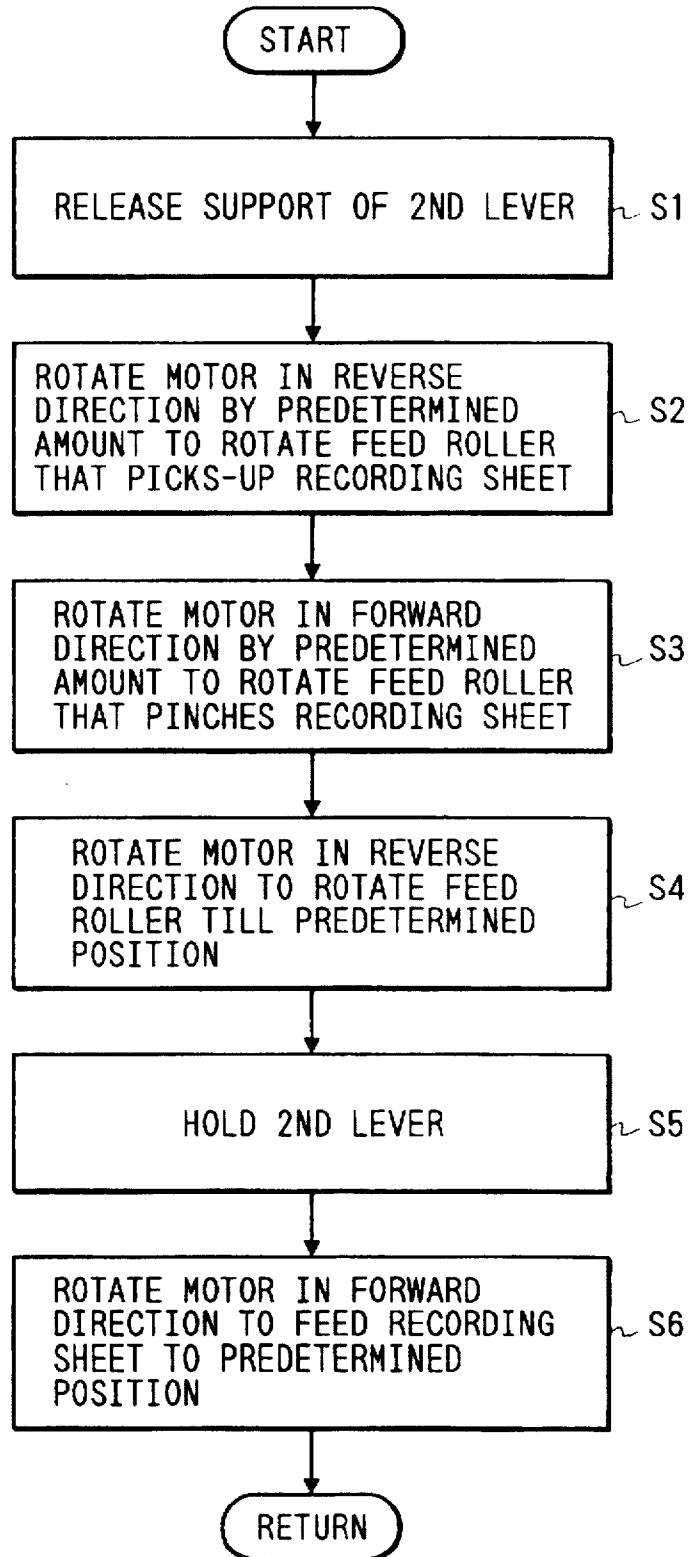 START
RELEASE SUPPORT OF 2ND LEVER
S1
ROTATE MOTOR IN REVERSE
DIRECTION BY PREDETERMINED
AMOUNT TO ROTATE FEED ROLLER
THAT PICKS-UP RECORDING SHEET
S2
ROTATE MOTOR IN FORWARD
DIRECTION BY PREDETERMINED
AMOUNT TO ROTATE FEED ROLLER
THAT PINCHES RECORDING SHEET
S3
ROTATE MOTOR IN REVERSE
DIRECTION TO ROTATE FEED
ROLLER TILL PREDETERMINED
POSITION
S4
HOLD 2ND LEVER
S5
ROTATE MOTOR IN FORWARD
DIRECTION TO FEED RECORDING
SHEET TO PREDETERMINED
POSITION
S6
RETURN